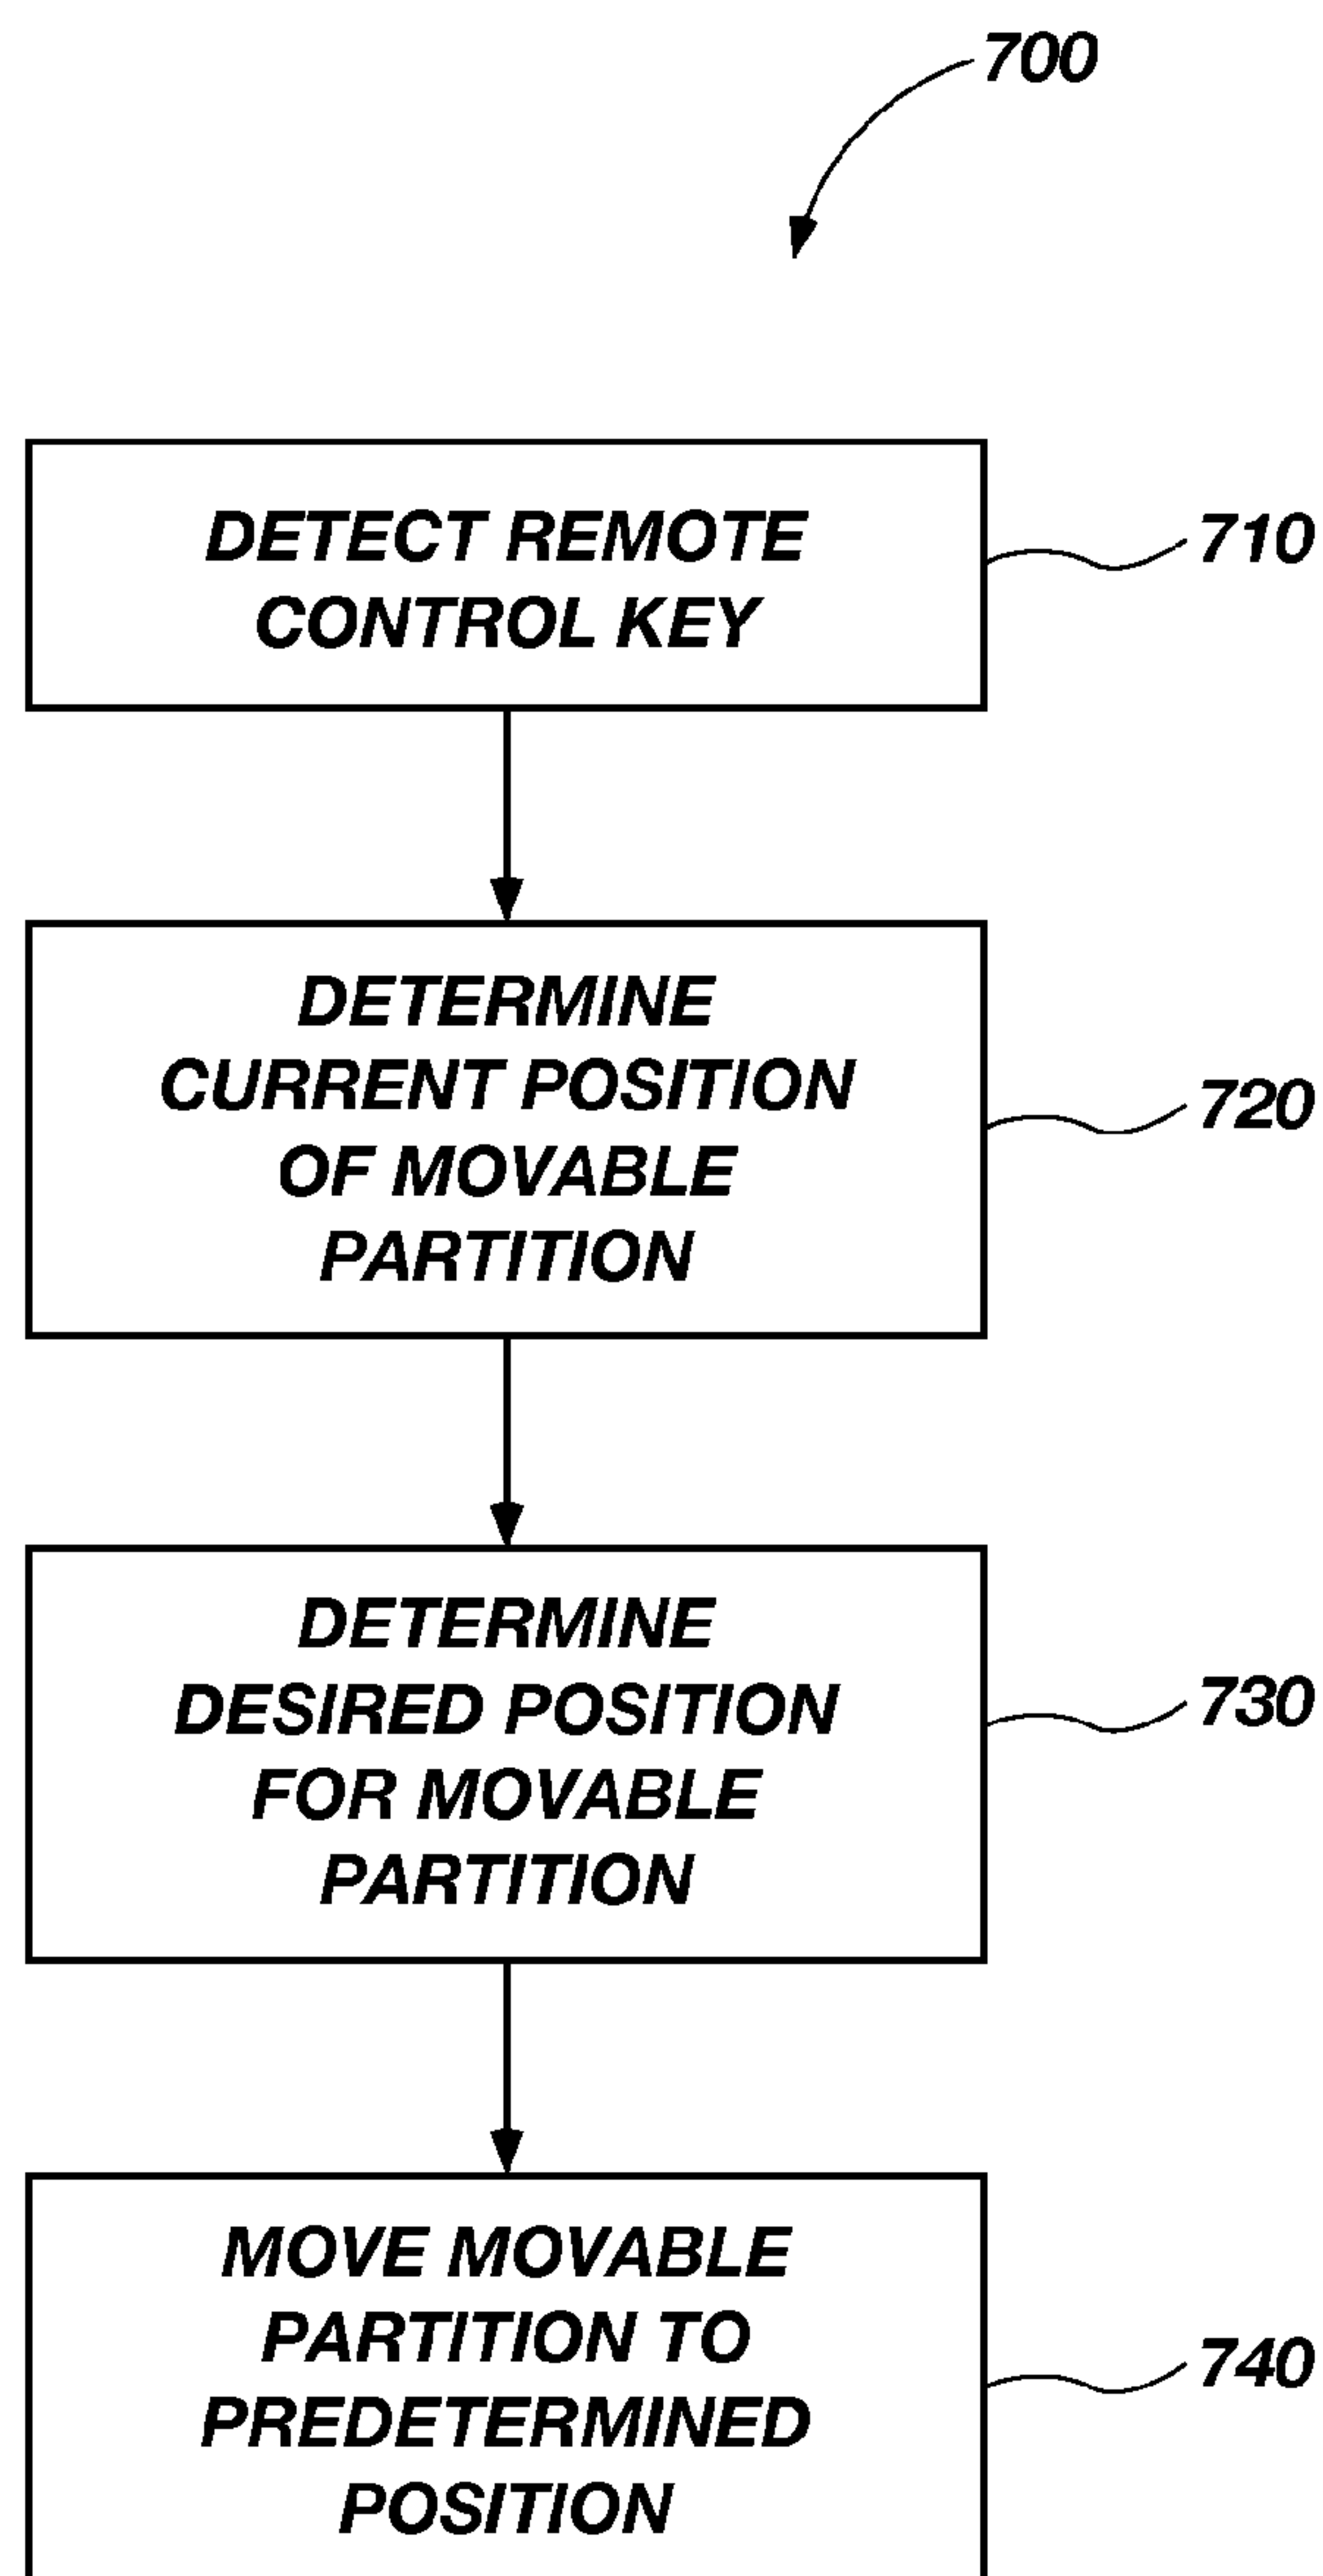 700
DETECT REMOTE
CONTROL KEY
710
DETERMINE
CURRENT POSITION
OF MOVABLE
PARTITION
720
DETERMINE
DESIRED POSITION
FOR MOVABLE
PARTITION
730
MOVE MOVABLE
PARTITION TO
PREDETERMINED
POSITION
740